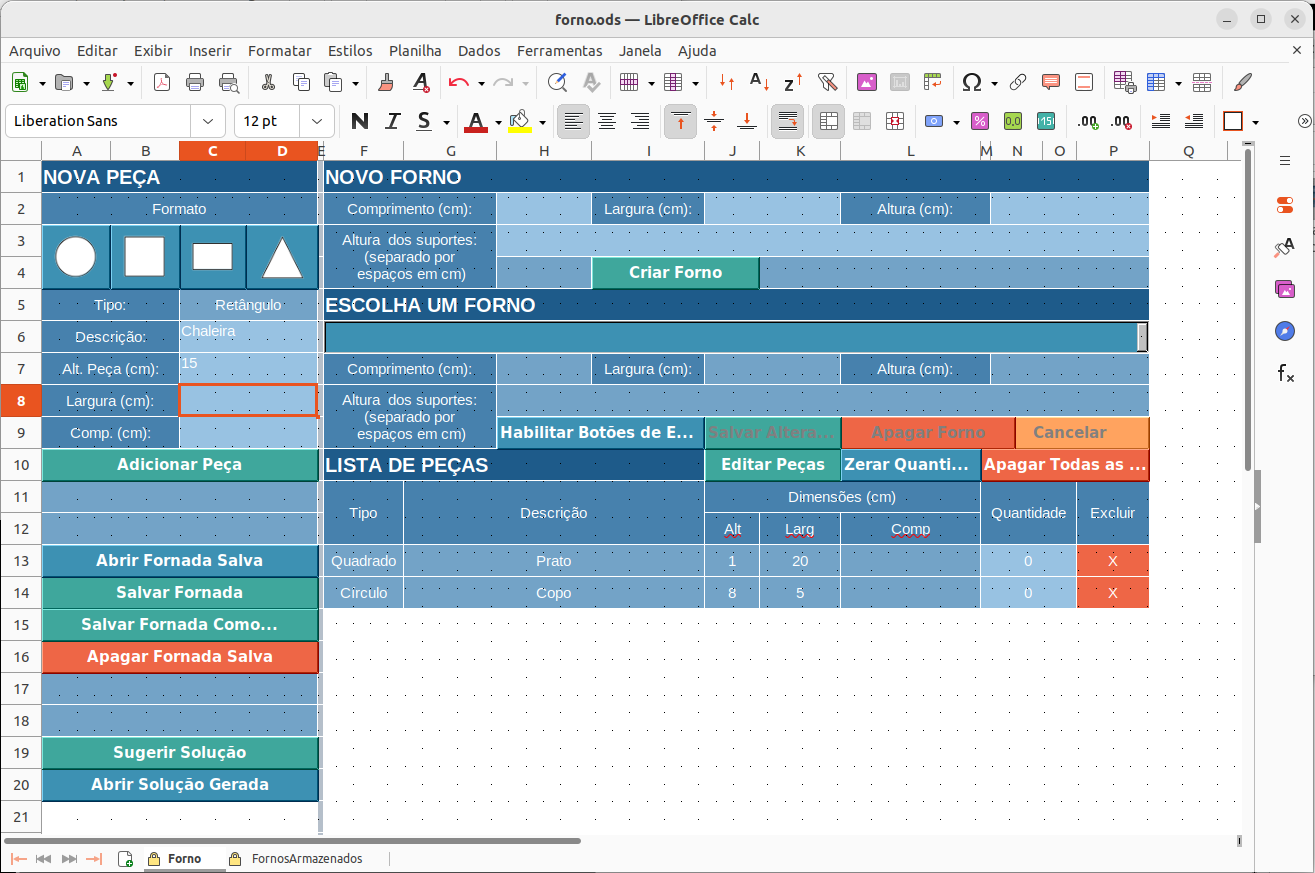 forno.ods — LibreOffice Calc
Arquivo Editar Exibir Inserir Formatar Estilos Planilha Dados Ferramentas Janela Ajuda
Liberation Sans 12 pt N I S A
A B C D E F G H I J K L M N O P Q
1 NOVA PEÇA NOVO FORNO
2 Formato Comprimento (cm): Largura (cm): Altura (cm):
3 Altura dos suportes:
(separado por
4 espaços em cm) Criar Forno
5 Tipo: Retângulo ESCOLHA UM FORNO
6 Descrição: Chaleira
7 Alt. Peça (cm): 15 Comprimento (cm): Largura (cm): Altura (cm):
8 Largura (cm): Altura dos suportes:
(separado por
9 Comp. (cm): espaços em cm) Habilitar Botões de E... Salvar Altera... Apagar Forno Cancelar
10 Adicionar Peça LISTA DE PEÇAS Editar Peças Zerar Quanti... Apagar Todas as ...
11 Dimensões (cm)
Tipo Descrição Quantidade Excluir
12 Alt Larg Comp
13 Abrir Fornada Salva Quadrado Prato 1 20 0 X
14 Salvar Fornada Círculo Copo 8 5 0 X
15 Salvar Fornada Como...
16 Apagar Fornada Salva
17
18
19 Sugerir Solução
20 Abrir Solução Gerada
21
Forno FornosArmazenados